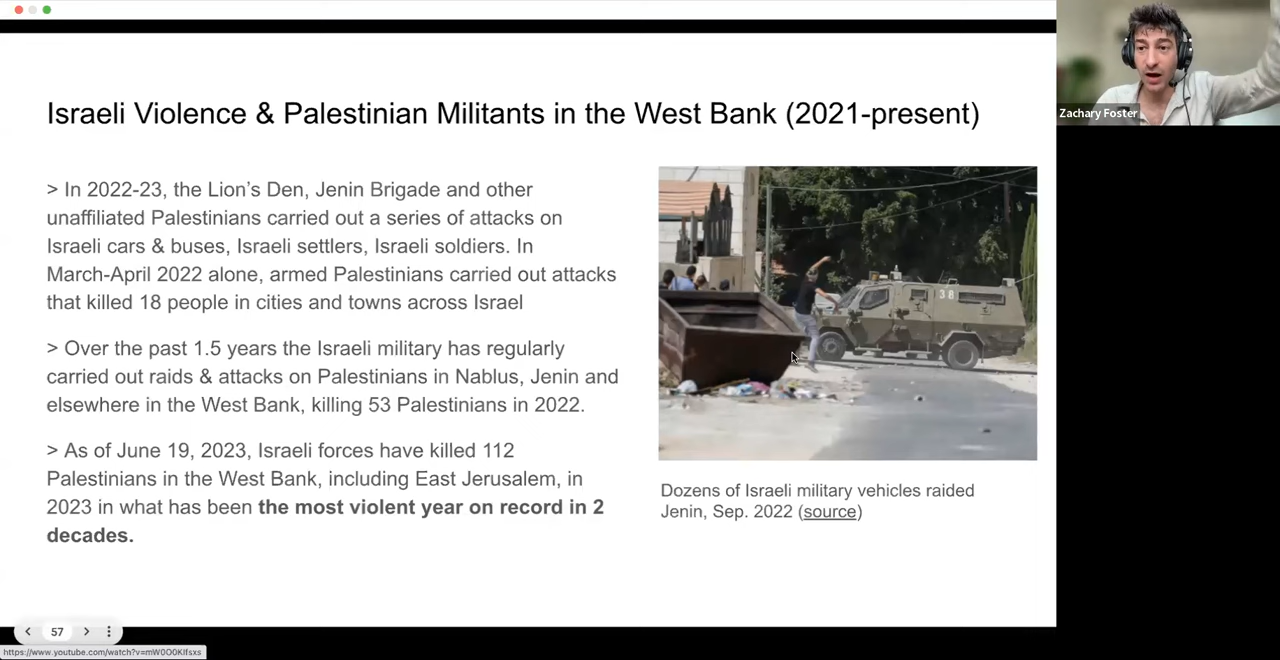 Israeli Violence & Palestinian Militants in the West Bank (2021-present)
> In 2022-23, the Lion's Den, Jenin Brigade and other
unaffiliated Palestinians carried out a series of attacks on
Israeli cars & buses, Israeli settlers, Israeli soldiers. In
March-April 2022 alone, armed Palestinians carried out attacks
that killed 18 people in cities and towns across Israel
> Over the past 1.5 years the Israeli military has regularly
carried out raids & attacks on Palestinians in Nablus, Jenin and
elsewhere in the West Bank, killing 53 Palestinians in 2022.
> As of June 19, 2023, Israeli forces have killed 112
Palestinians in the West Bank, including East Jerusalem, in
2023 in what has been the most violent year on record in 2
decades.
38
Dozens of Israeli military vehicles raided
Jenin, Sep. 2022 (source)
Zachary Foster
57